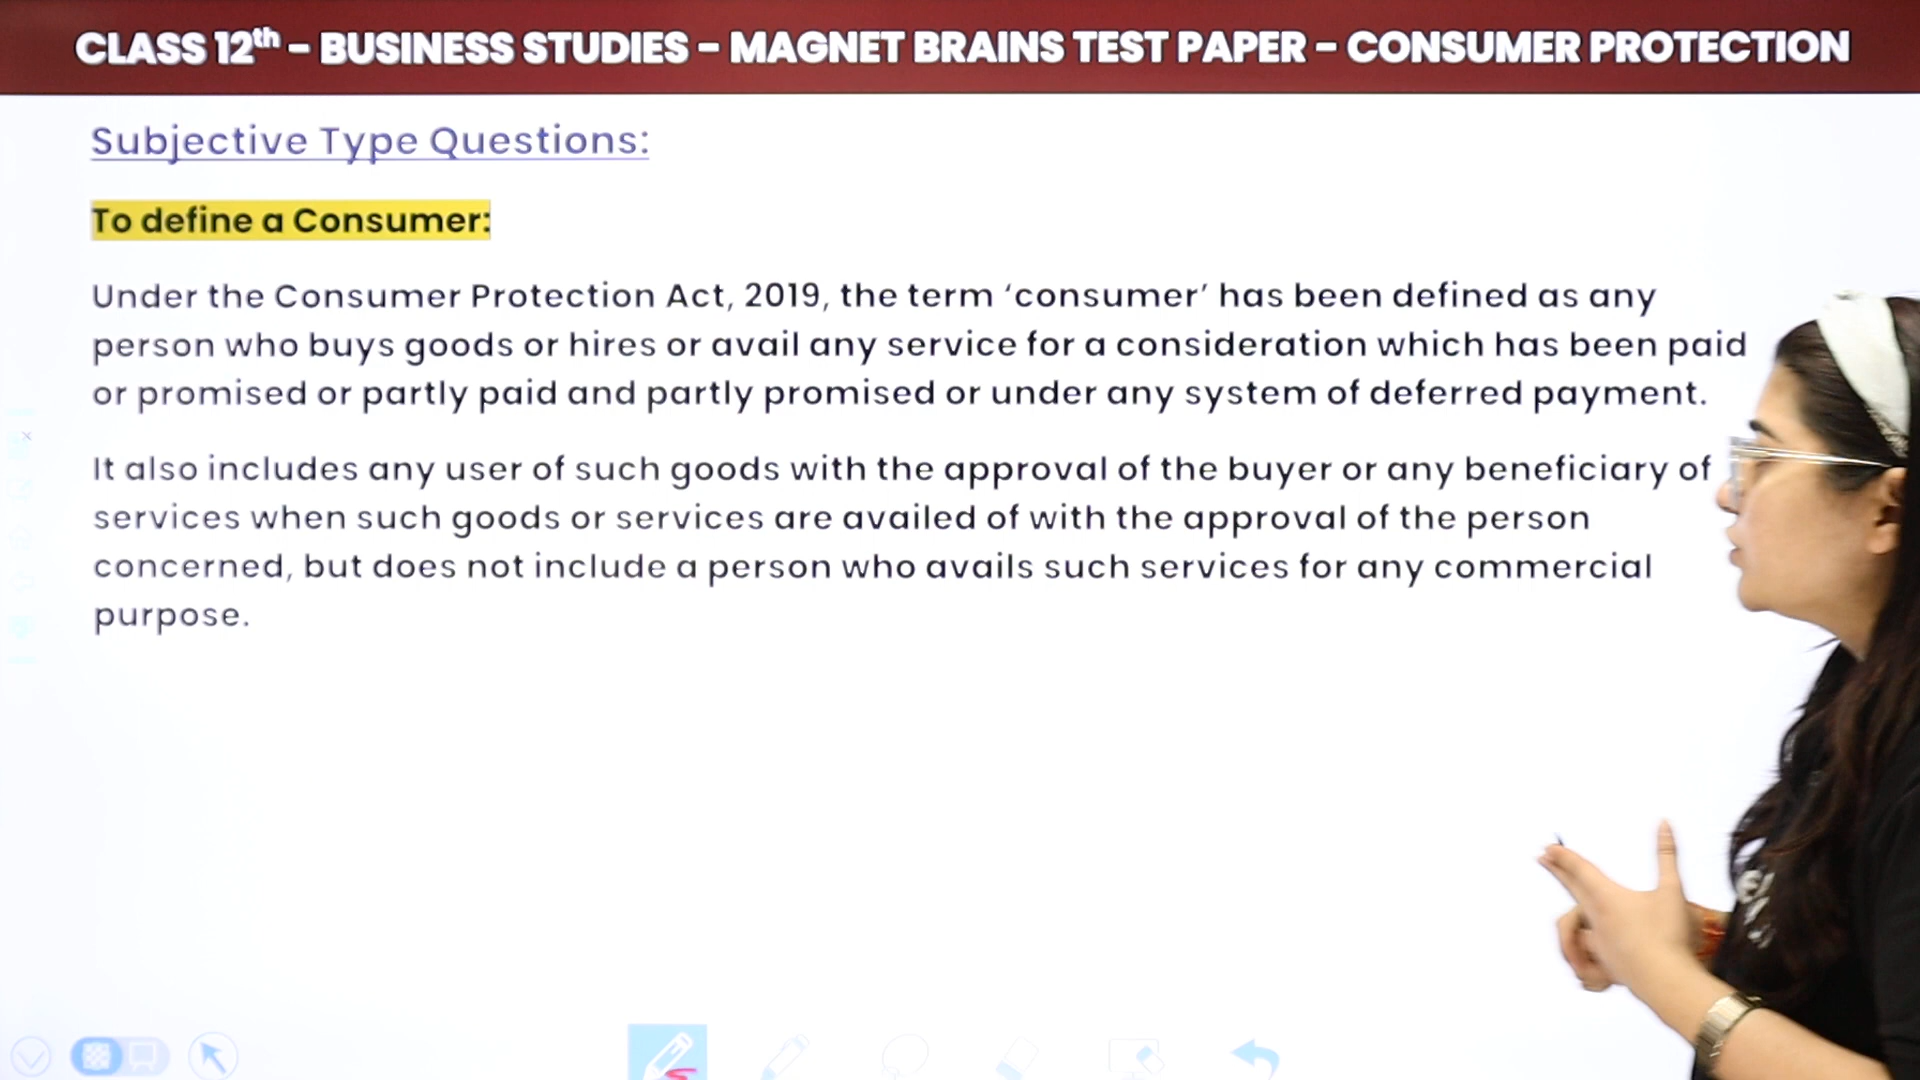 CLASS 12th – BUSINESS STUDIES – MAGNET BRAINS TEST PAPER – CONSUMER PROTECTION
Subjective Type Questions:
To define a Consumer:
Under the Consumer Protection Act, 2019, the term ‘consumer’ has been defined as any
person who buys goods or hires or avail any service for a consideration which has been paid
or promised or partly paid and partly promised or under any system of deferred payment.
It also includes any user of such goods with the approval of the buyer or any beneficiary of
services when such goods or services are availed of with the approval of the person
concerned, but does not include a person who avails such services for any commercial
purpose.